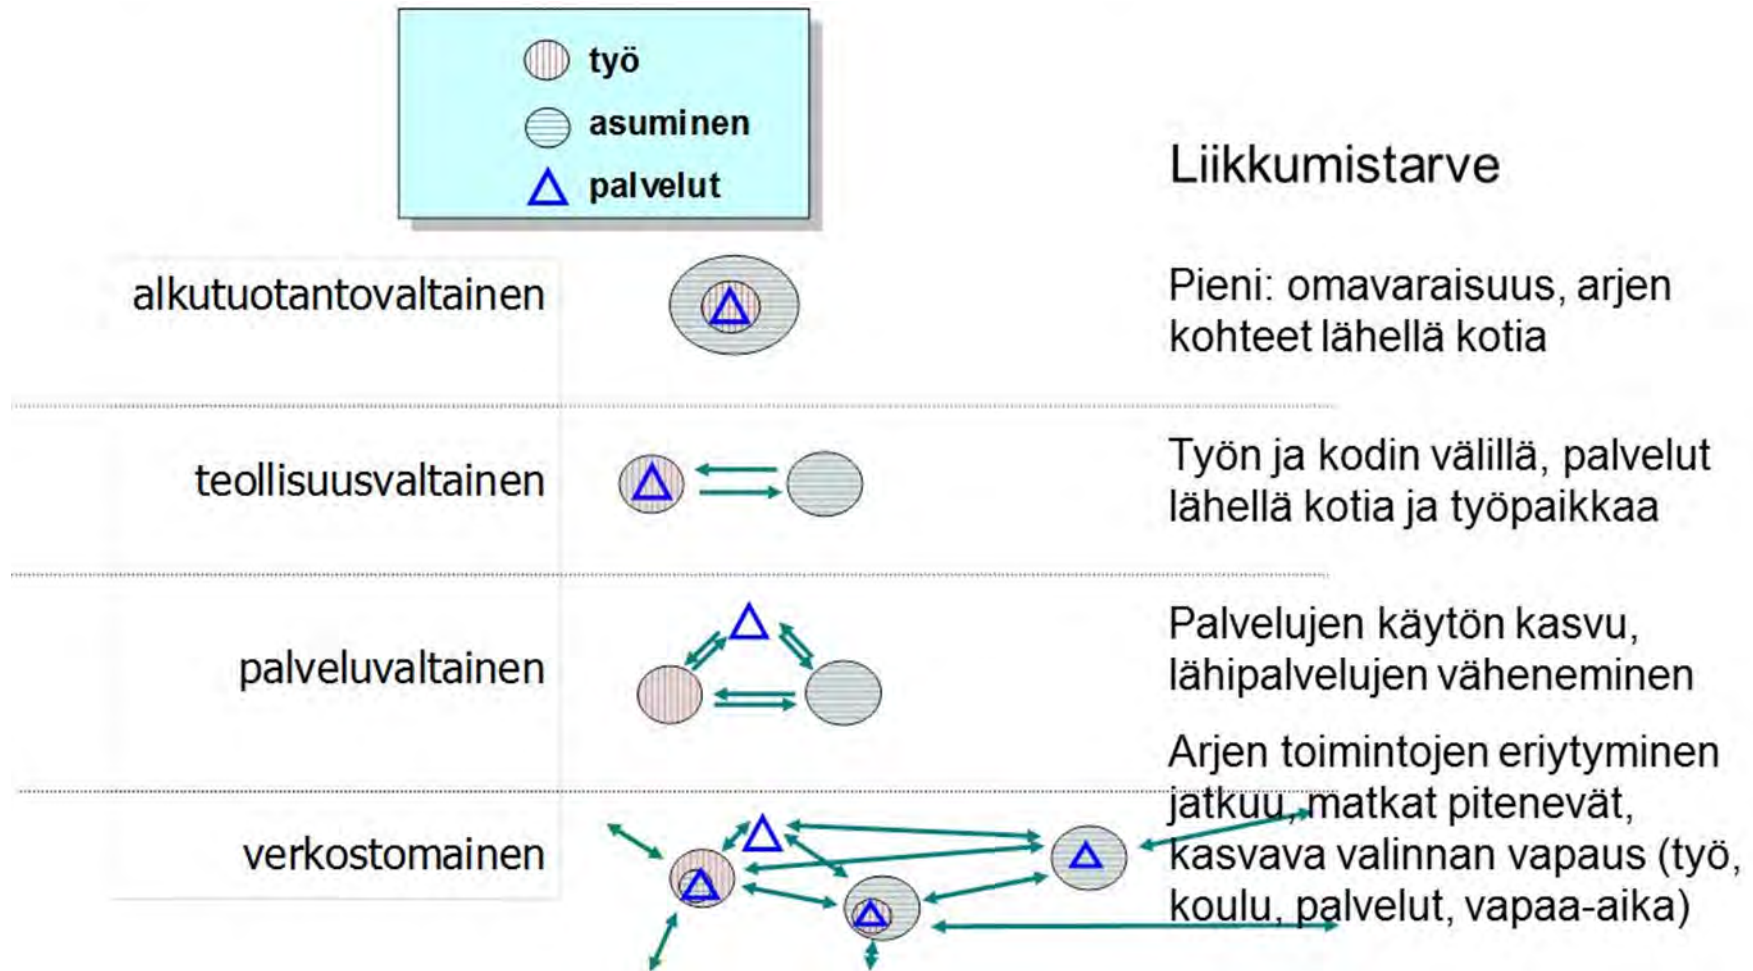 työ
asuminen
palvelut
Liikkumistarve
alkutuotantovaltainen
Pieni: omavaraisuus, arjen
kohteet lähellä kotia
teollisuusvaltainen
Työn ja kodin välillä, palvelut
lähellä kotia ja työpaikkaa
palveluvaltainen
Palvelujen käytön kasvu,
lähipalvelujen väheneminen
verkostomainen
Arjen toimintojen eriytyminen
jatkuu, matkat pitenevät,
kasvava valinnan vapaus (työ,
koulu, palvelut, vapaa-aika)